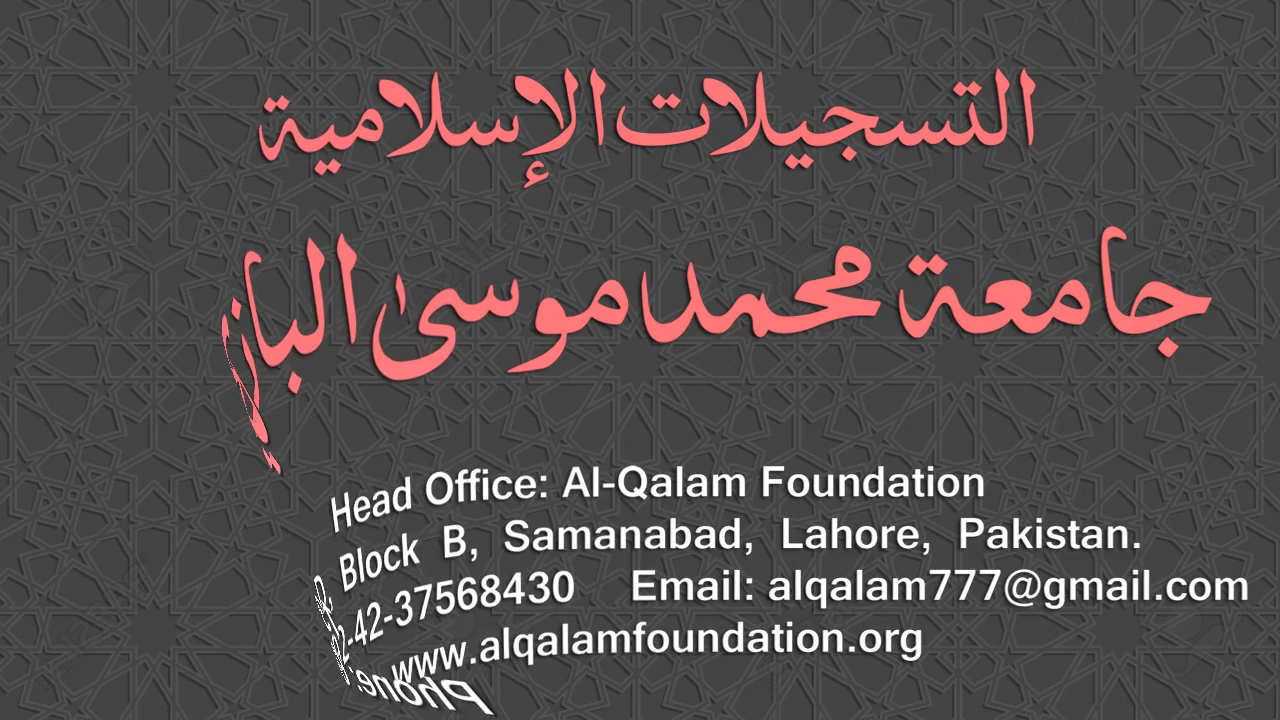 التسجيلات الإسلامية
جامعة محمد موسىٰ
Head Office: Al-Qalam Foundation
Block B, Samanabad, Lahore, Pakistan.
Phone: 2-42-37568430 Email: alqalam777@gmail.com
www.alqalamfoundation.org